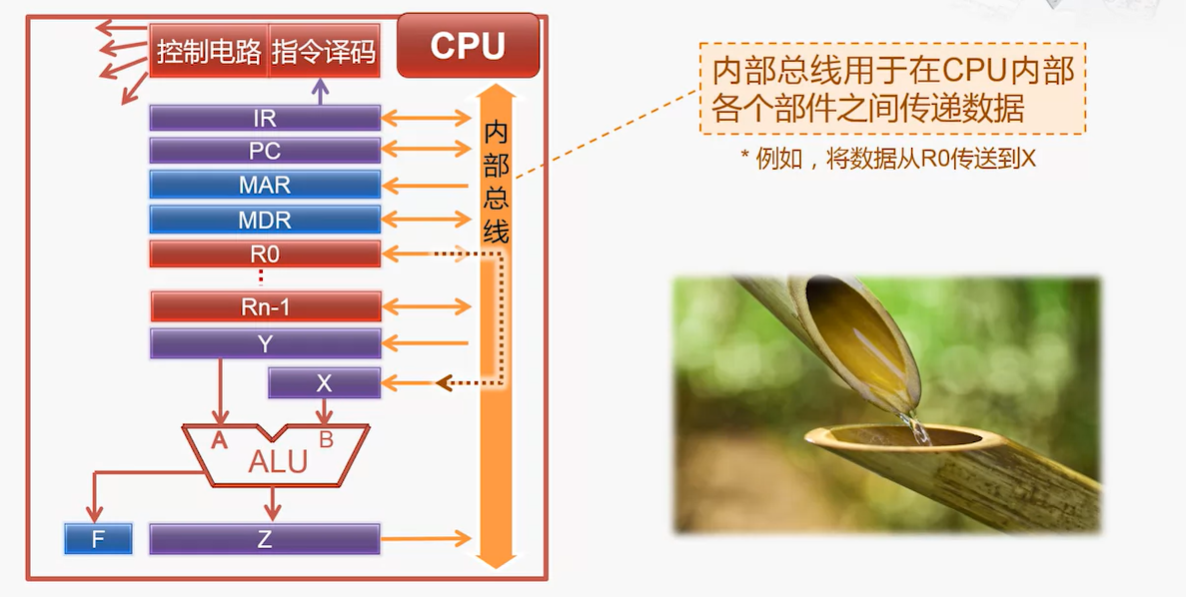 控制电路 指令译码
CPU
IR
PC
MAR
MDR
R0
Rn-1
Y
X
A
B
ALU
F
Z
内部总线
内部总线用于在CPU内部
各个部件之间传递数据
* 例如，将数据从R0传送到X